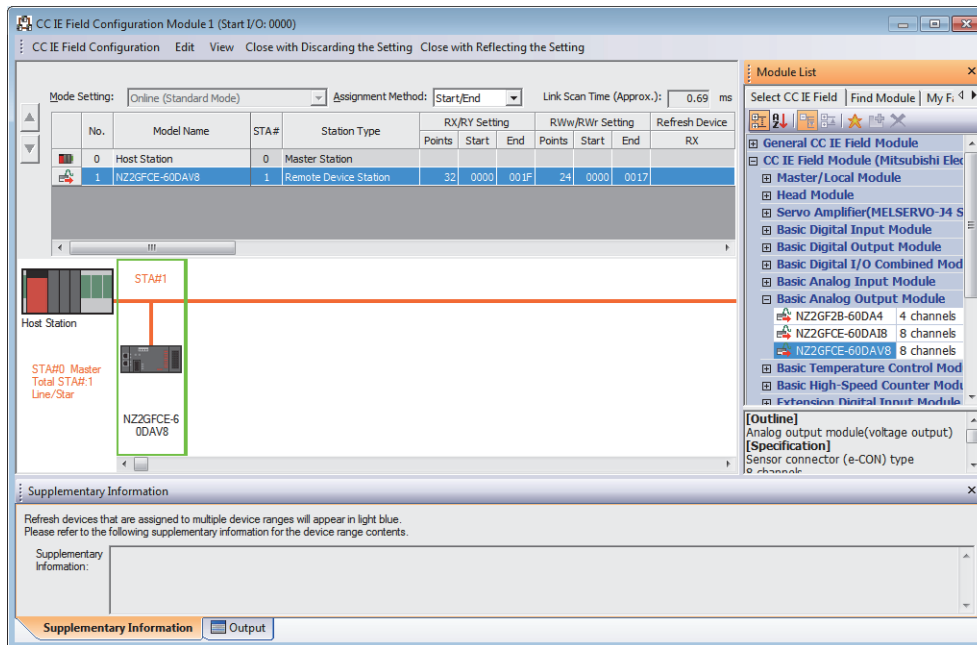 CC IE Field Configuration Module 1 (Start I/O: 0000)
CC IE Field Configuration Edit View Close with Discarding the Setting Close with Reflecting the Setting
Mode Setting: Online (Standard Mode) Assignment Method: Start/End Link Scan Time (Approx.): 0.69 ms
No. Model Name STA# Station Type RX/RY Setting RWw/RWr Setting Refresh Device
Points Start End Points Start End RX
0 Host Station 0 Master Station
1 NZ2GFCE-60DAV8 1 Remote Device Station 32 0000 001F 24 0000 0017
STA#1
Host Station
STA#0 Master
Total STA#:1
Line/Star
NZ2GFCE-6
0DAV8
Module List
Select CC IE Field Find Module My F
General CC IE Field Module
CC IE Field Module (Mitsubishi Elec
Master/Local Module
Head Module
Servo Amplifier(MELSERVO-J4 S
Basic Digital Input Module
Basic Digital Output Module
Basic Digital I/O Combined Mod
Basic Analog Input Module
Basic Analog Output Module
NZ2GF2B-60DA4 4 channels
NZ2GFCE-60DAI8 8 channels
NZ2GFCE-60DAV8 8 channels
Basic Temperature Control Mod
Basic High-Speed Counter Modu
Extension Digital Input Module
[Outline]
Analog output module(voltage output)
[Specification]
Sensor connector (e-CON) type
8 channels
Supplementary Information
Refresh devices that are assigned to multiple device ranges will appear in light blue.
Please refer to the following supplementary information for the device range contents.
Supplementary
Information:
Supplementary Information Output